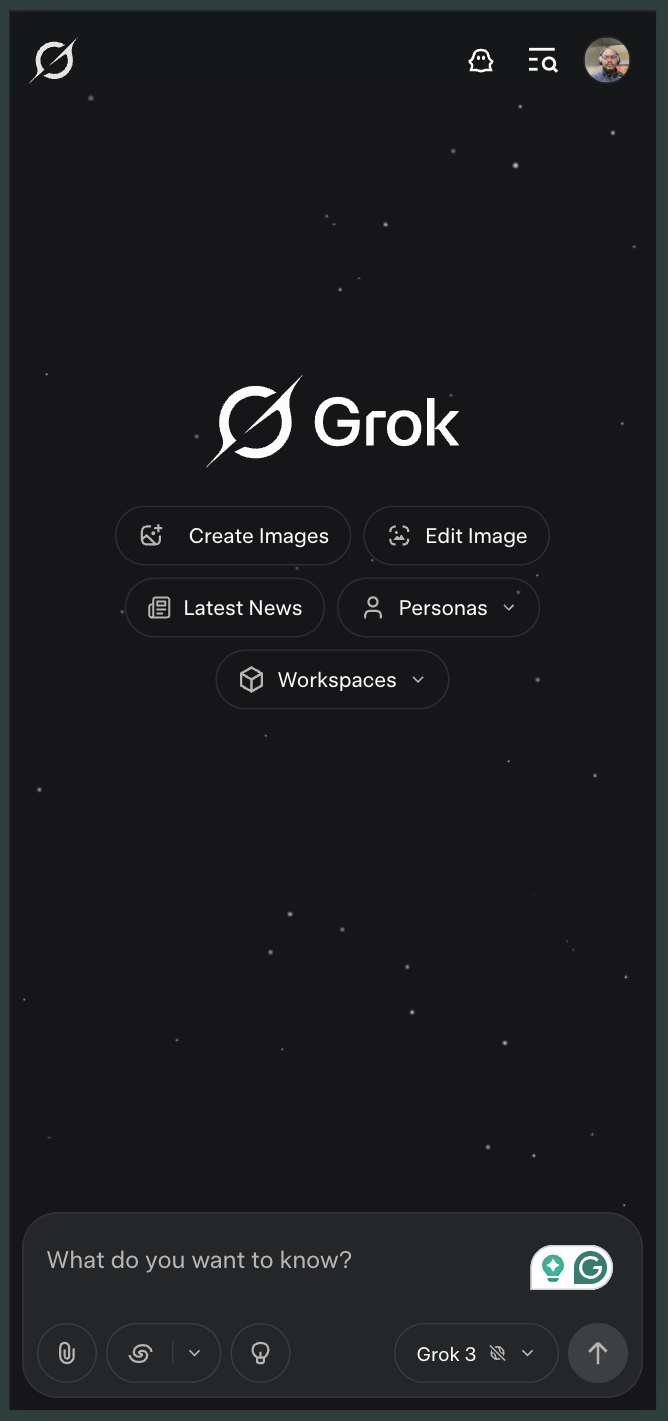 Grok
Create Images
Edit Image
Latest News
Personas
Workspaces
What do you want to know?
Grok 3